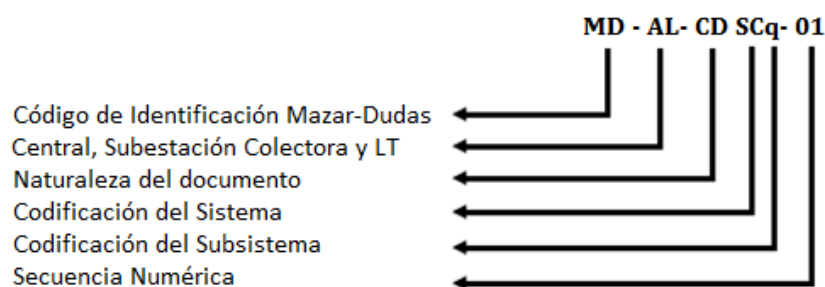 MD - AL- CD SCq- 01
Código de Identificación Mazar-Dudas
Central, Subestación Colectora y LT
Naturaleza del documento
Codificación del Sistema
Codificación del Subsistema
Secuencia Numérica